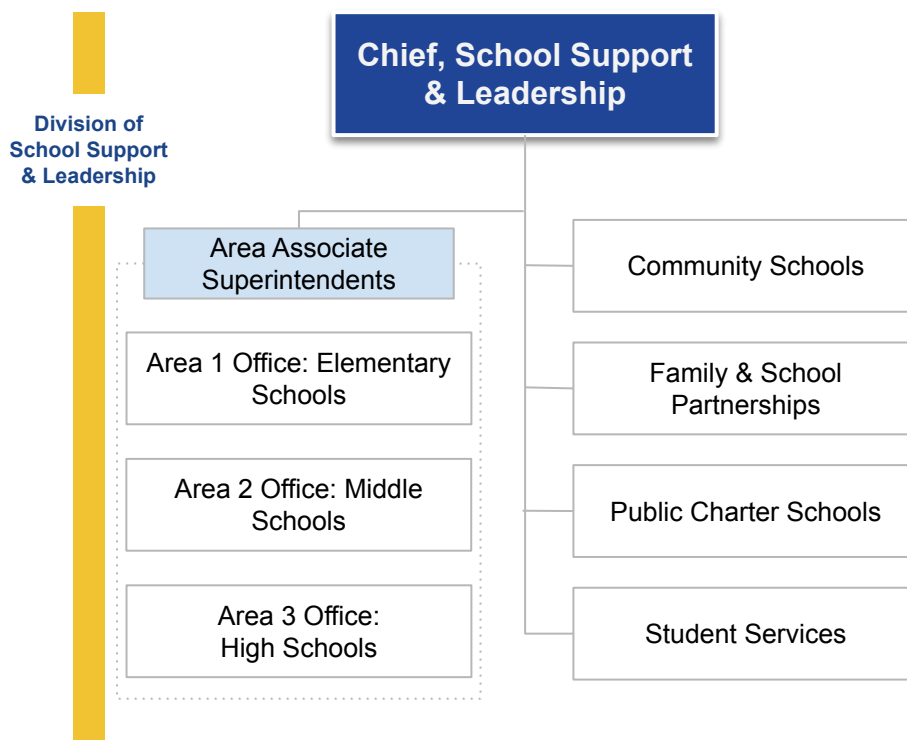 Chief, School Support
& Leadership
Division of
School Support
& Leadership
Area Associate
Superintendents
Area 1 Office: Elementary
Schools
Area 2 Office: Middle
Schools
Area 3 Office:
High Schools
Community Schools
Family & School
Partnerships
Public Charter Schools
Student Services